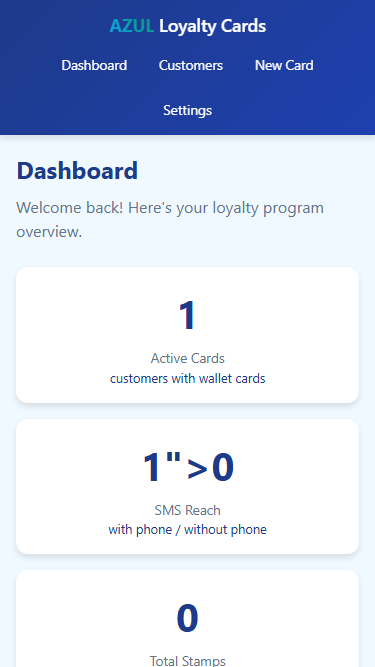 AZUL Loyalty Cards
Dashboard Customers New Card
Settings
Dashboard
Welcome back! Here's your loyalty program
overview.
1
Active Cards
customers with wallet cards
1">0
SMS Reach
with phone / without phone
0
Total Stamps